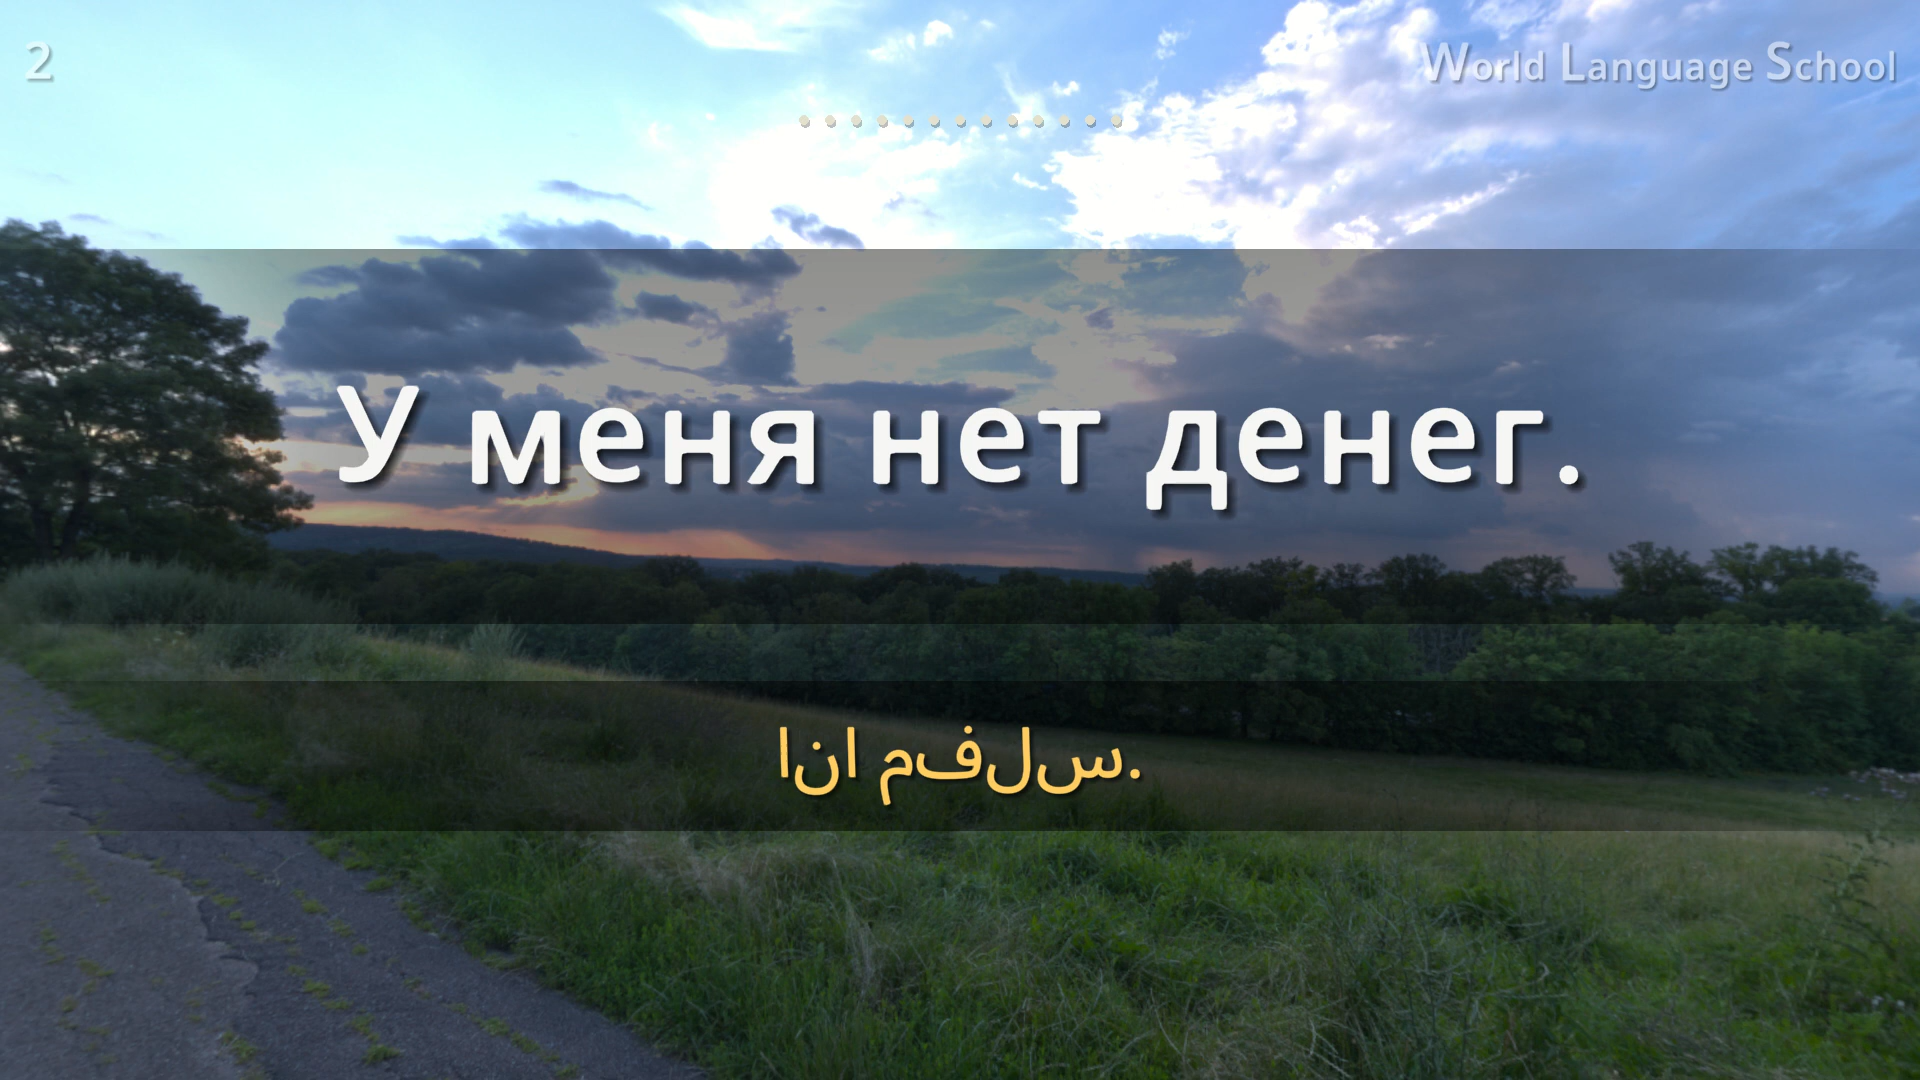 2
World Language School
У меня нет денег.
انا مفلس.